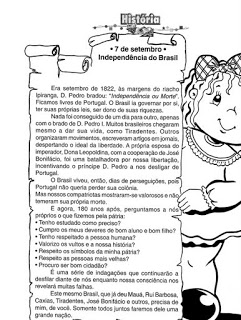 História
• 7 de setembro •
Independência do Brasil
Era setembro de 1822, às margens do riacho
Ipiranga, D. Pedro bradou: "Independência ou Morte".
Ficamos livres de Portugal. O Brasil ia governar por si,
ter suas próprias leis, ser dono de suas riquezas.
Nada foi conseguido de um dia para outro, apenas
com o brado de D. Pedro I. Muitos brasileiros chegaram
mesmo a dar sua vida, como Tiradentes. Outros
organizaram movimentos, escreveram artigos em jornais,
despertando o ideal da liberdade. A própria esposa do
imperador, Dona Leopoldina, com a cooperação de José
Bonifácio, foi uma batalhadora por nossa libertação,
incentivando o príncipe D. Pedro a nos desligar de
Portugal.
O Brasil viveu, então, dias de perseguições, pois
Portugal não queria perder sua colônia.
Mas nossos compatriotas mostraram-se valorosos e não
temeram sua própria morte.
E agora, 180 anos após, perguntamos a nós
próprios o que fizemos pela pátria:
• Tenho estudado como preciso?
• Cumpro os meus deveres de bom aluno e bom filho?
• Tenho respeitado a pessoa humana?
• Valorizo os vultos e a nossa história?
• Respeito os símbolos da minha pátria?
• Respeito as pessoas mais velhas?
• Procuro ser bom cidadão?
É uma série de indagações que continuarão a
desfilar diante de nós enquanto nossa consciência nos
revelará muitas falhas.
Este mesmo Brasil, que já deu Mauá, Rui Barbosa,
Caxias, Tiradentes, José Bonifácio e outros, precisa de
mim, de você. Somente todos juntos faremos dele uma
grande nação.